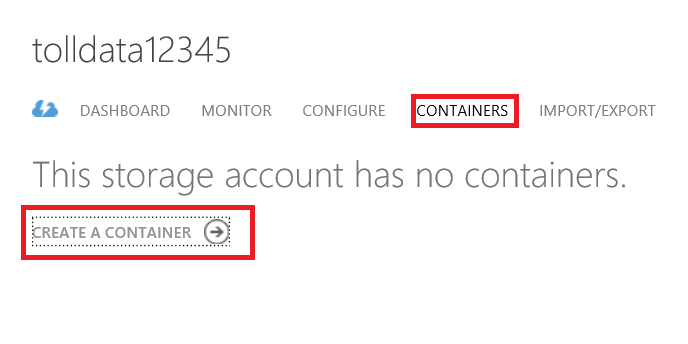 tolldata12345
DASHBOARD MONITOR CONFIGURE CONTAINERS IMPORT/EXPORT
This storage account has no containers.
CREATE A CONTAINER